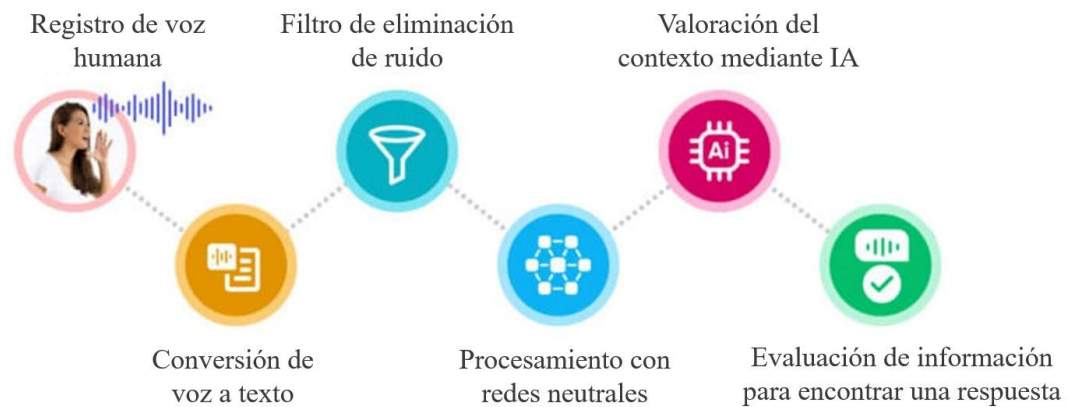 Registro de voz
humana
Conversión de
voz a texto
Filtro de eliminación
de ruido
Procesamiento con
redes neutrales
Valoración del
contexto mediante IA
Ai
Evaluación de información
para encontrar una respuesta